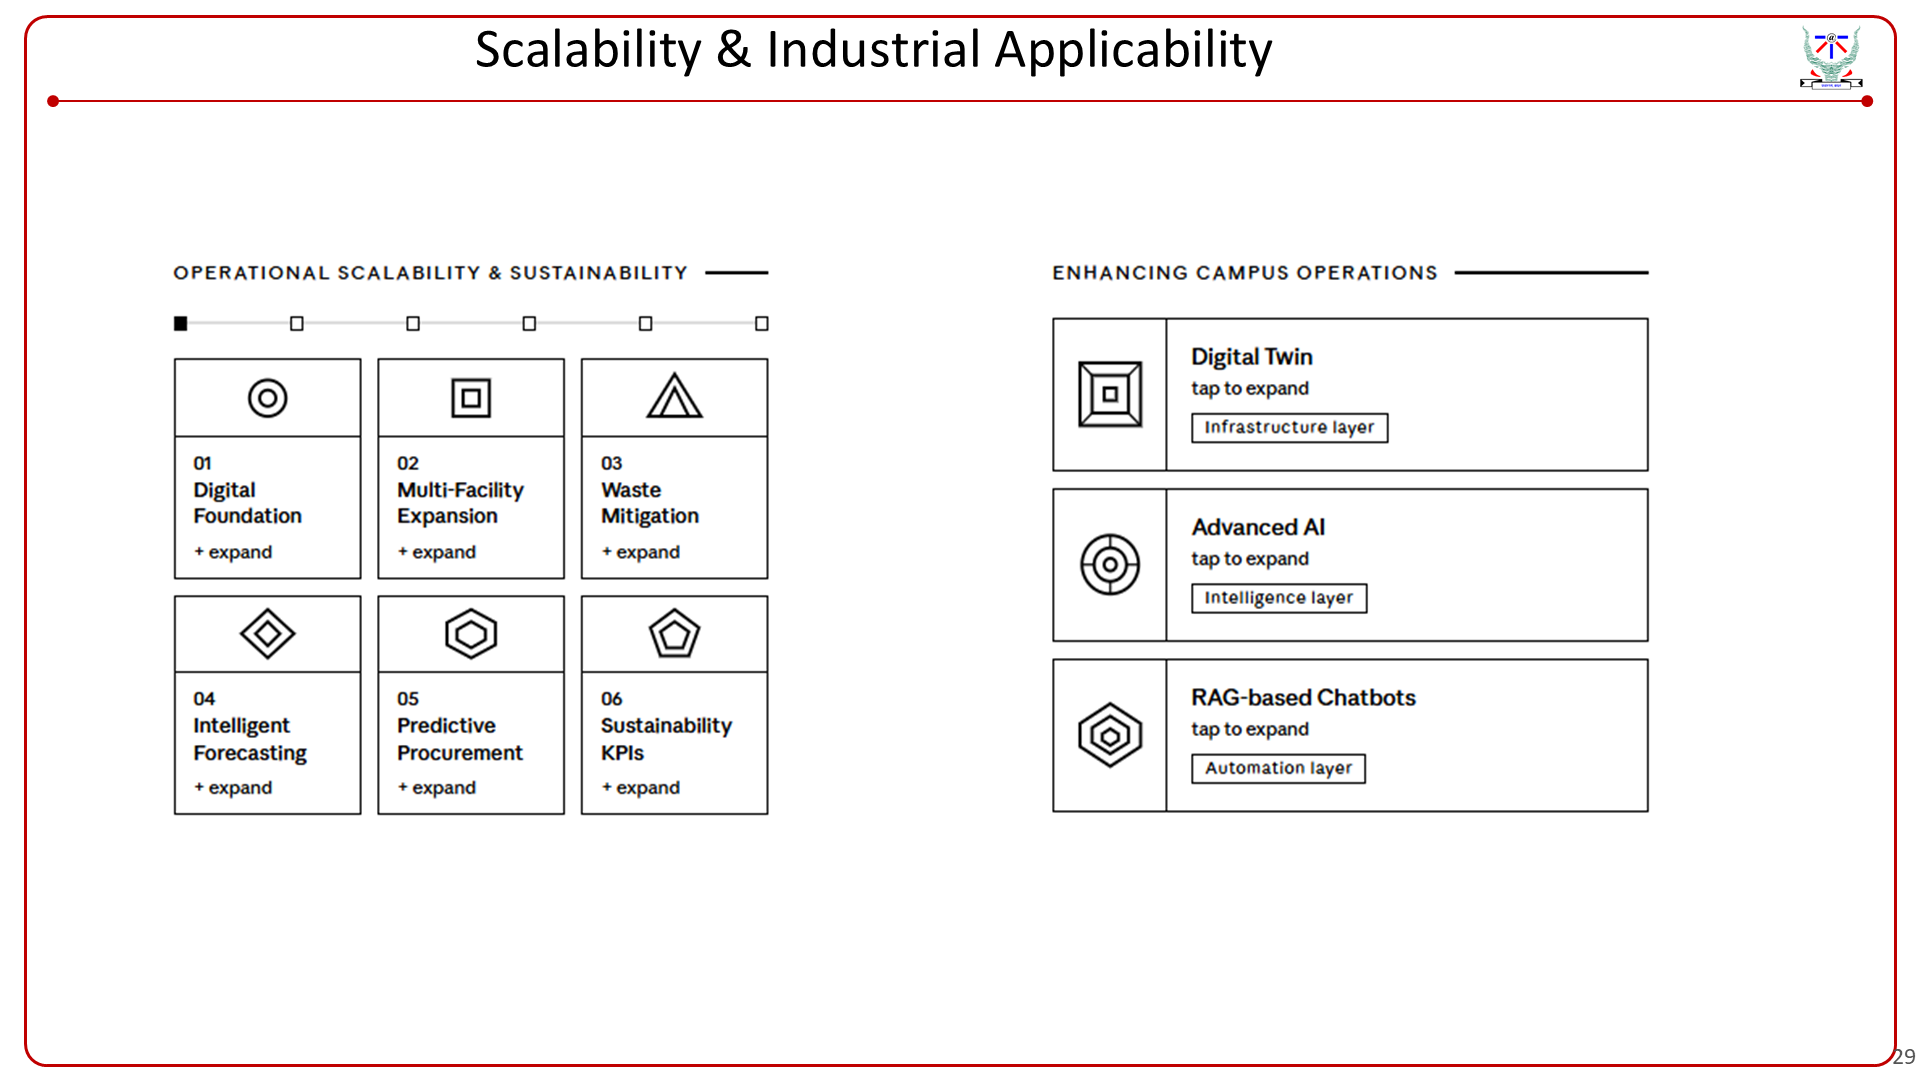 Scalability & Industrial Applicability
OPERATIONAL SCALABILITY & SUSTAINABILITY
01
Digital
Foundation
+ expand
02
Multi-Facility
Expansion
+ expand
03
Waste
Mitigation
+ expand
04
Intelligent
Forecasting
+ expand
05
Predictive
Procurement
+ expand
06
Sustainability
KPIs
+ expand
ENHANCING CAMPUS OPERATIONS
Digital Twin
tap to expand
Infrastructure layer
Advanced AI
tap to expand
Intelligence layer
RAG-based Chatbots
tap to expand
Automation layer
29